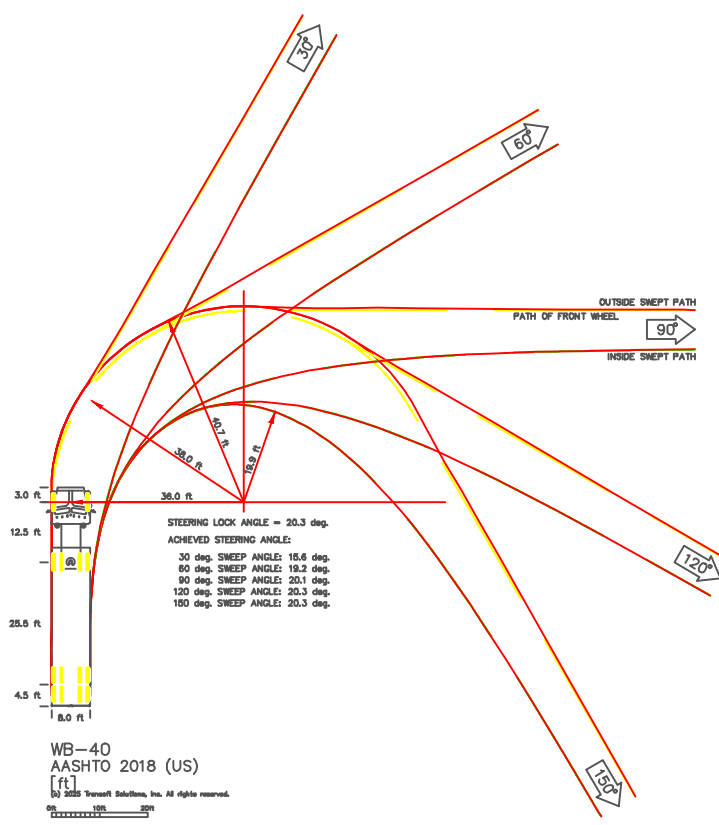 30°
60°
OUTSIDE SWEPT PATH
PATH OF FRONT WHEEL
90°
INSIDE SWEPT PATH
40.7 ft
38.0 ft
19.9 ft
3.0 ft
36.0 ft
STEERING LOCK ANGLE = 20.3 deg.
12.5 ft
ACHIEVED STEERING ANGLE:
30 deg. SWEEP ANGLE: 15.6 deg.
60 deg. SWEEP ANGLE: 19.2 deg.
90 deg. SWEEP ANGLE: 20.1 deg.
120 deg. SWEEP ANGLE: 20.3 deg.
150 deg. SWEEP ANGLE: 20.3 deg.
120°
25.5 ft
4.5 ft
8.0 ft
WB-40
AASHTO 2018 (US)
[ft]
(c) 2025 Transoft Solutions, Inc. All rights reserved.
0ft 10ft 20ft
150°